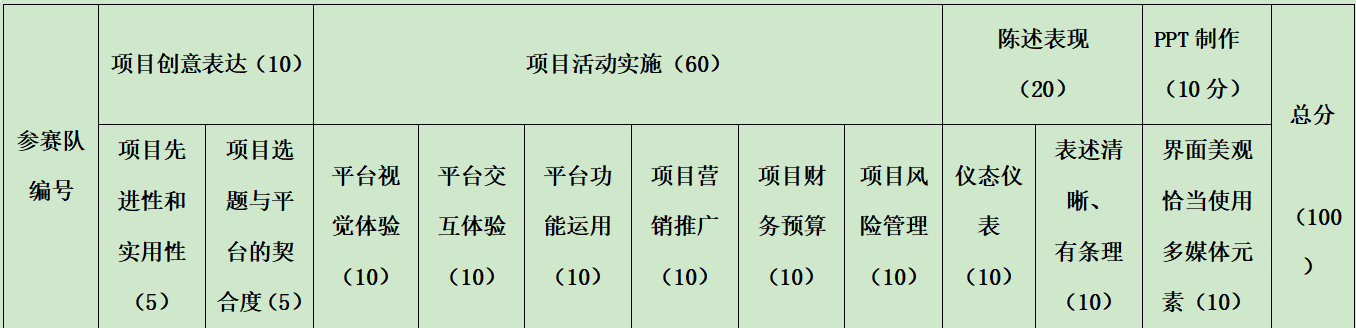 参赛队
编号
项目创意表达（10）
项目活动实施（60）
陈述表现
（20）
PPT 制作
（10 分）
总分
（100
）
项目先
进性和
实用性
（5）
项目选
题与平
台的契
合度（5）
平台视
觉体验
（10）
平台交
互体验
（10）
平台功
能运用
（10）
项目营
销推广
（10）
项目财
务预算
（10）
项目风
险管理
（10）
仪态仪
表
（10）
表述清
晰、
有条理
（10）
界面美观
恰当使用
多媒体元
素（10）